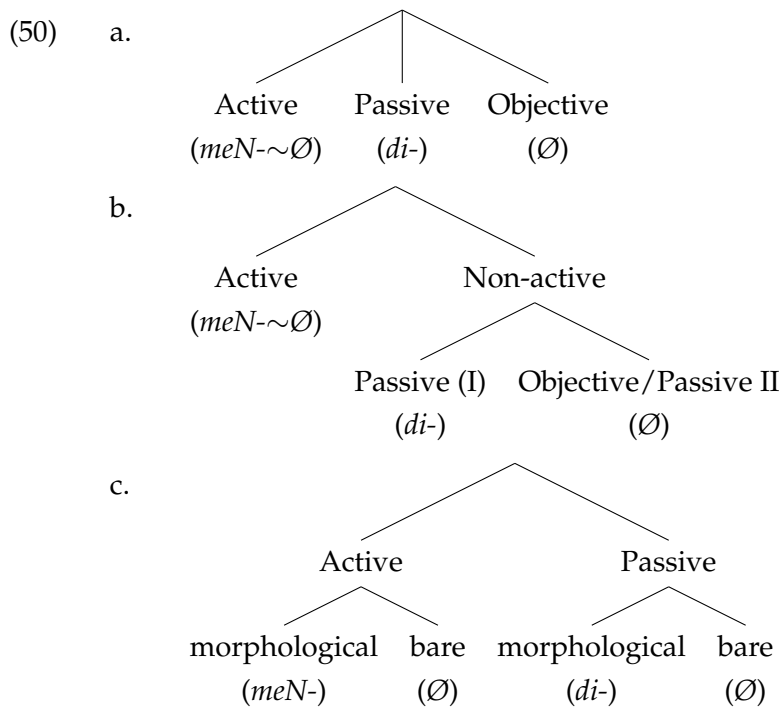 (50) a.
Active Passive Objective
(meN-∼Ø) (di-) (Ø)
b.
Active Non-active
(meN-∼Ø)
Passive (I) Objective/Passive II
(di-) (Ø)
c.
Active Passive
morphological bare morphological bare
(meN-) (Ø) (di-) (Ø)